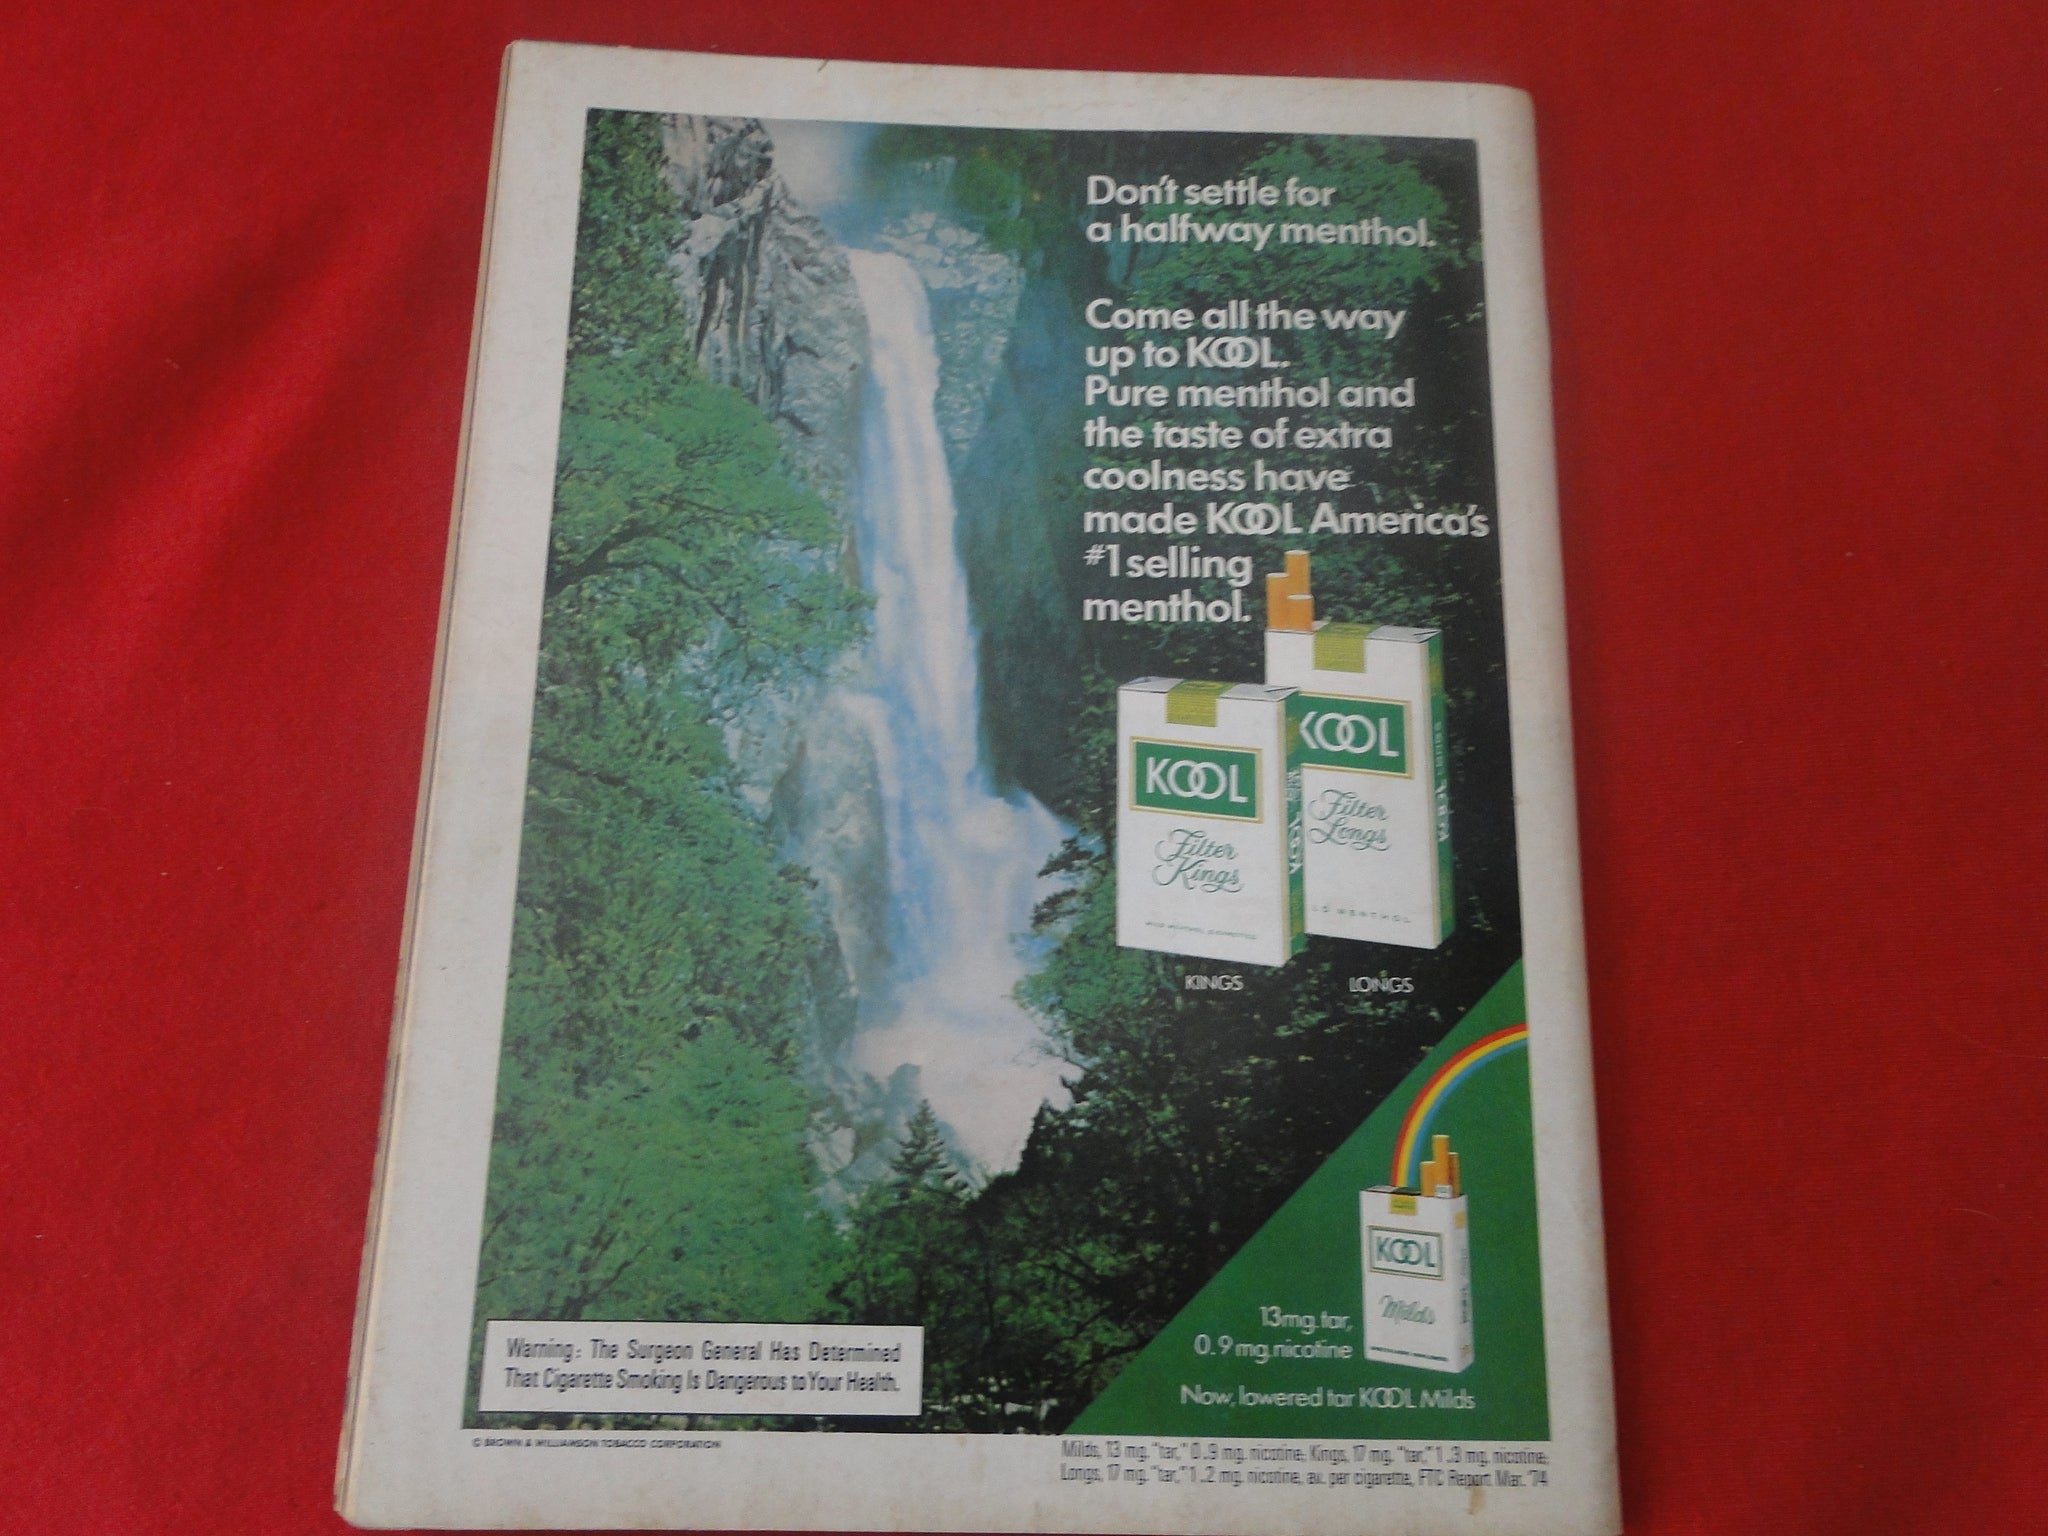 Don't settle for
a halfway menthol.
Come all the way
up to KOOL.
Pure menthol and
the taste of extra
coolness have
made KOOL America's
#1 selling
menthol.
KOOL
Filter
Kings
KOOL
Filter
Longs
KINGS
LONGS
KOOL
Milds
13 mg. tar,
0.9 mg. nicotine
Now, lowered tar KOOL Milds
Warning: The Surgeon General Has Determined
That Cigarette Smoking Is Dangerous to Your Health.
© BROWN & WILLIAMSON TOBACCO CORPORATION
Milds, 13 mg. "tar," 0.9 mg. nicotine; Kings, 17 mg. "tar," 1.3 mg. nicotine;
Longs, 17 mg. "tar," 1.2 mg. nicotine, av. per cigarette, FTC Report Mar. '74